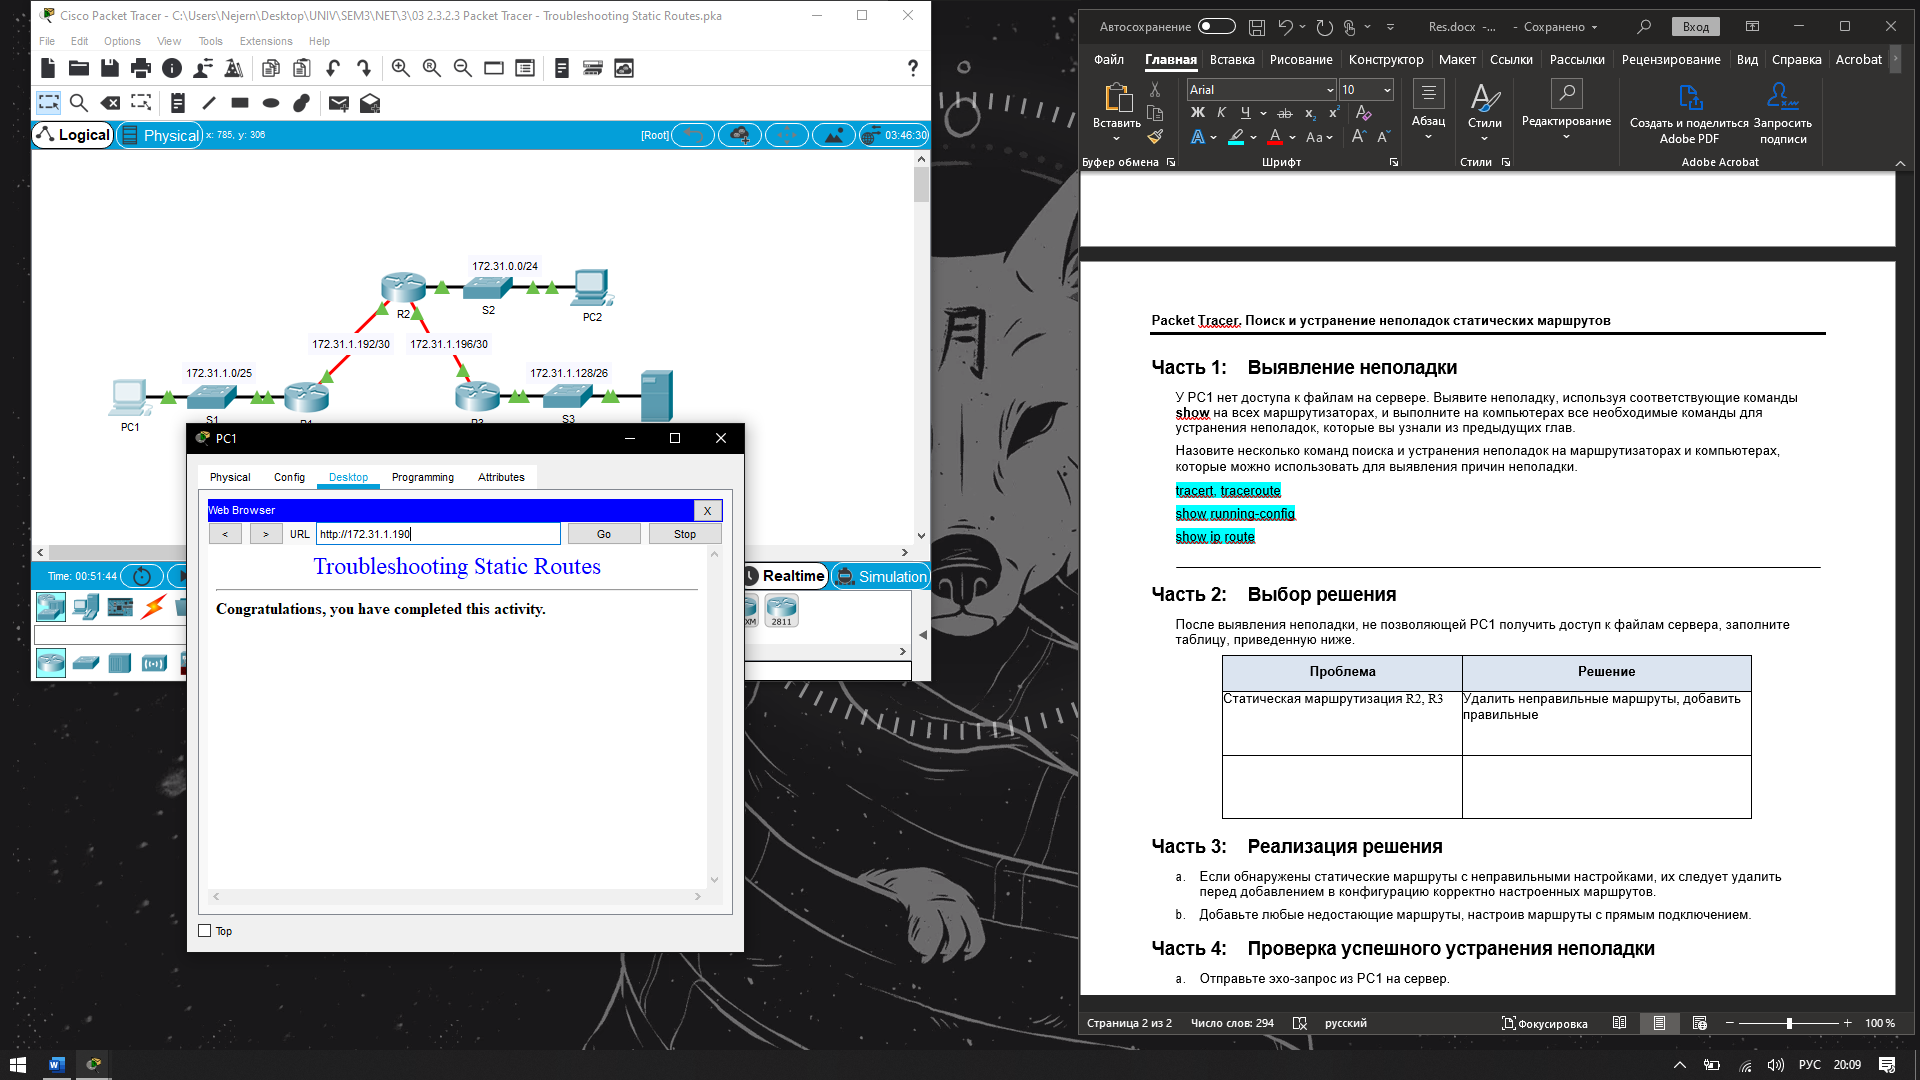 Cisco Packet Tracer - C:\Users\Nejern\Desktop\UNIV\SEM3\NET\3\03 2.3.2.3 Packet Tracer - Troubleshooting Static Routes.pka
File Edit Options View Tools Extensions Help
Logical Physical x: 785, y: 306 [Root] 03:46:30
172.31.0.0/24
R2 S2 PC2
172.31.1.192/30 172.31.1.196/30
172.31.1.0/25 172.31.1.128/26
PC1 S1 R1 R3 S3
Time: 00:51:44 Realtime Simulation
XM 2811
PC1
Physical Config Desktop Programming Attributes
Web Browser X
< > URL http://172.31.1.190 Go Stop
Troubleshooting Static Routes
Congratulations, you have completed this activity.
Top
Автосохранение Res.docx -... - Сохранено Вход
Файл Главная Вставка Рисование Конструктор Макет Ссылки Рассылки Рецензирование Вид Справка Acrobat
Вставить Arial 10 Абзац Стили Редактирование Создать и поделиться Adobe PDF Запросить подписи
Ж К Ч ab x₂ x²
А А Aa А А
Буфер обмена Шрифт Стили Adobe Acrobat
Packet Tracer. Поиск и устранение неполадок статических маршрутов
Часть 1: Выявление неполадки
У PC1 нет доступа к файлам на сервере. Выявите неполадку, используя соответствующие команды
show на всех маршрутизаторах, и выполните на компьютерах все необходимые команды для
устранения неполадок, которые вы узнали из предыдущих глав.
Назовите несколько команд поиска и устранения неполадок на маршрутизаторах и компьютерах,
которые можно использовать для выявления причин неполадки.
tracert, traceroute
show running-config
show ip route
Часть 2: Выбор решения
После выявления неполадки, не позволяющей PC1 получить доступ к файлам сервера, заполните
таблицу, приведенную ниже.
Проблема Решение
Статическая маршрутизация R2, R3 Удалить неправильные маршруты, добавить
правильные
Часть 3: Реализация решения
a. Если обнаружены статические маршруты с неправильными настройками, их следует удалить
перед добавлением в конфигурацию корректно настроенных маршрутов.
b. Добавьте любые недостающие маршруты, настроив маршруты с прямым подключением.
Часть 4: Проверка успешного устранения неполадки
a. Отправьте эхо-запрос из PC1 на сервер.
Страница 2 из 2 Число слов: 294 русский Фокусировка 100 %
РУС 20:09